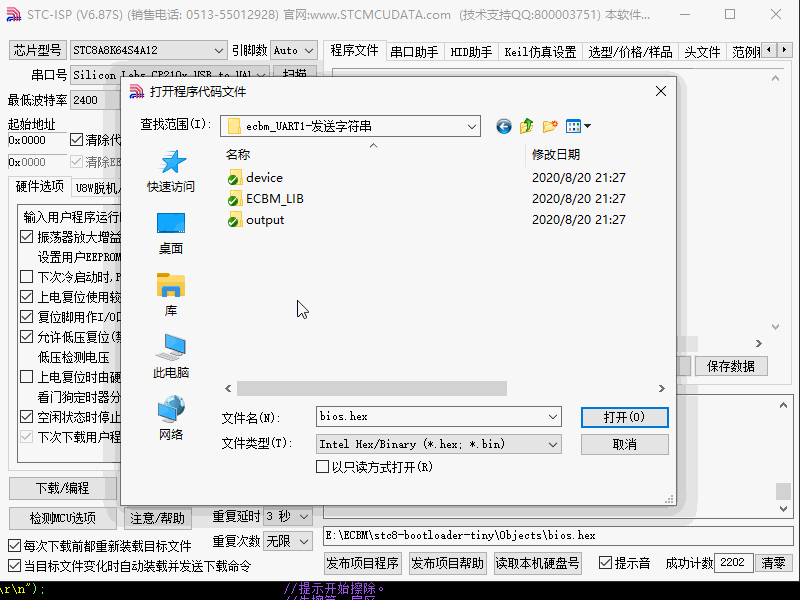 STC-ISP (V6.87S) (销售电话: 0513-55012928) 官网:www.STCMCUDATA.com (技术支持QQ:800003751) 本软件...
芯片型号 STC8A8K64S4A12 引脚数 Auto 程序文件 串口助手 HID助手 Keil仿真设置 选型/价格/样品 头文件 范例
串口号 Silicon Labs CP210x USB to UAI 扫描
最低波特率 2400
起始地址
0x0000 清除代
0x0000 清除EE
硬件选项 U8W脱机/
输入用户程序运行
振荡器放大增益
设置用户EEPROM
下次冷启动时,P
上电复位使用较
复位脚用作I/O口
允许低压复位(禁
低压检测电压
上电复位时由硬
看门狗定时器分
空闲状态时停止
下次下载用户程
打开程序代码文件
查找范围(I): ecbm_UART1-发送字符串
名称 修改日期
device 2020/8/20 21:27
ECBM_LIB 2020/8/20 21:27
output 2020/8/20 21:27
快速访问
桌面
库
此电脑
网络
文件名(N): bios.hex 打开(O)
文件类型(T): Intel Hex/Binary (*.hex; *.bin) 取消
以只读方式打开(R)
保存数据
下载/编程
检测MCU选项 注意/帮助 重复延时 3 秒
重复次数 无限
每次下载前都重新装载目标文件
当目标文件变化时自动装载并发送下载命令
E:\ECBM\stc8-bootloader-tiny\Objects\bios.hex
发布项目程序 发布项目帮助 读取本机硬盘号 提示音 成功计数 2202 清零
\r\n"); //提示开始擦除。